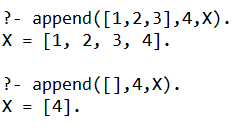 ?- append([1,2,3],4,X).
X = [1, 2, 3, 4].
?- append([],4,X).
X = [4].